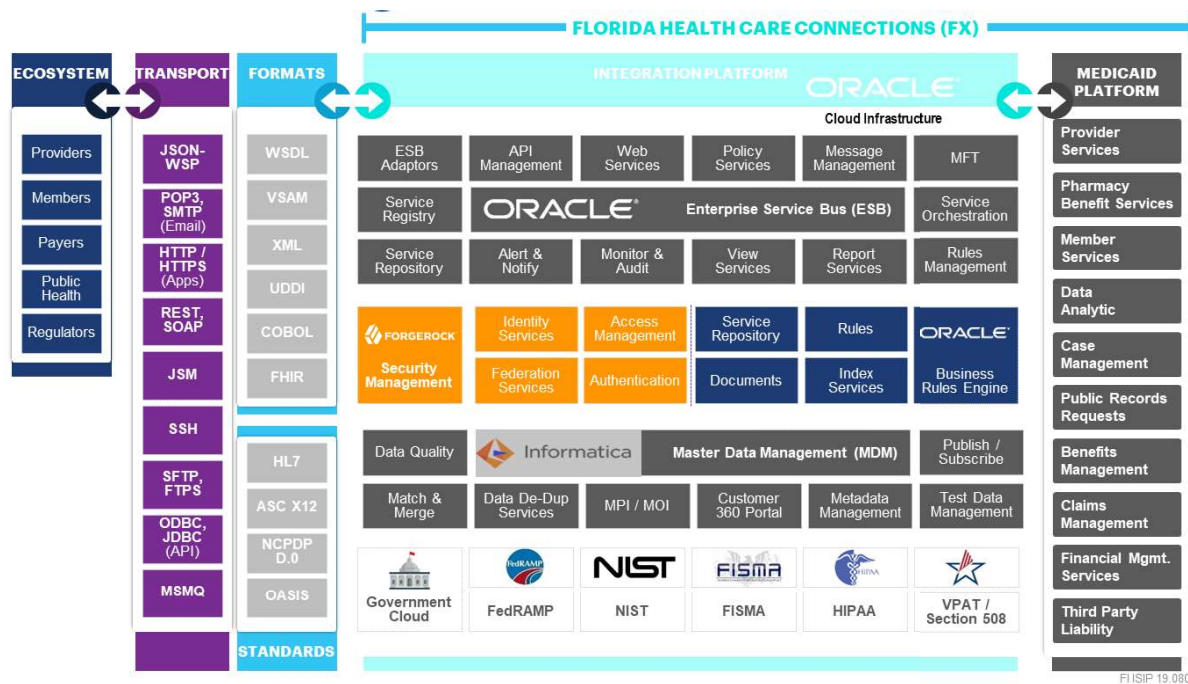 FLORIDA HEALTH CARE CONNECTIONS (FX)
ECOSYSTEM
Providers
Members
Payers
Public
Health
Regulators
TRANSPORT
JSON-
WSP
POP3,
SMTP
(Email)
HTTP /
HTTPS
(Apps)
REST,
SOAP
JSM
SSH
SFTP,
FTPS
ODBC,
JDBC
(API)
MSMQ
FORMATS
WSDL
VSAM
XML
UDDI
COBOL
FHIR
HL7
ASC X12
NCPDP
D.0
OASIS
STANDARDS
INTEGRATION PLATFORM
ORACLE
Cloud Infrastructure
ESB
Adaptors
API
Management
Web
Services
Policy
Services
Message
Management
MFT
Service
Registry
ORACLE
Enterprise Service Bus (ESB)
Service
Orchestration
Service
Repository
Alert &
Notify
Monitor &
Audit
View
Services
Report
Services
Rules
Management
FORGEROCK
Security
Management
Identity
Services
Access
Management
Federation
Services
Authentication
Service
Repository
Rules
Documents
Index
Services
ORACLE
Business
Rules Engine
Data Quality
Informatica
Master Data Management (MDM)
Publish /
Subscribe
Match &
Merge
Data De-Dup
Services
MPI / MOI
Customer
360 Portal
Metadata
Management
Test Data
Management
Government
Cloud
FedRAMP
FedRAMP
NIST
NIST
FISMA
FISMA
HIPAA
HIPAA
VPAT /
Section 508
MEDICAID
PLATFORM
Provider
Services
Pharmacy
Benefit Services
Member
Services
Data
Analytic
Case
Management
Public Records
Requests
Benefits
Management
Claims
Management
Financial Mgmt.
Services
Third Party
Liability